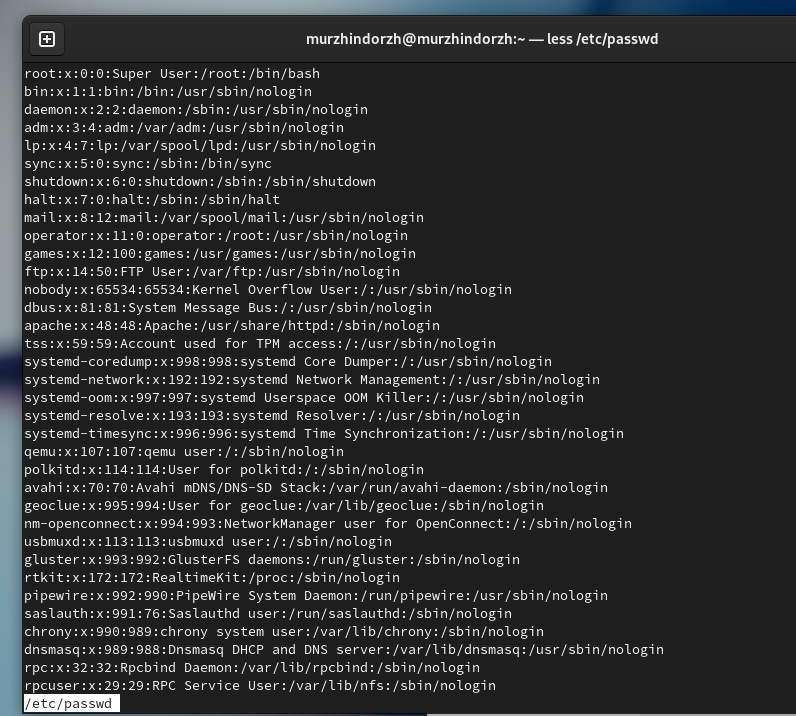 murzhindorzh@murzhindorzh:~ — less /etc/passwd
root:x:0:0:Super User:/root:/bin/bash
bin:x:1:1:bin:/bin:/usr/sbin/nologin
daemon:x:2:2:daemon:/sbin:/usr/sbin/nologin
adm:x:3:4:adm:/var/adm:/usr/sbin/nologin
lp:x:4:7:lp:/var/spool/lpd:/usr/sbin/nologin
sync:x:5:0:sync:/sbin:/bin/sync
shutdown:x:6:0:shutdown:/sbin:/sbin/shutdown
halt:x:7:0:halt:/sbin:/sbin/halt
mail:x:8:12:mail:/var/spool/mail:/usr/sbin/nologin
operator:x:11:0:operator:/root:/usr/sbin/nologin
games:x:12:100:games:/usr/games:/usr/sbin/nologin
ftp:x:14:50:FTP User:/var/ftp:/usr/sbin/nologin
nobody:x:65534:65534:Kernel Overflow User:/:/usr/sbin/nologin
dbus:x:81:81:System Message Bus:/:/usr/sbin/nologin
apache:x:48:48:Apache:/usr/share/httpd:/sbin/nologin
tss:x:59:59:Account used for TPM access:/:/usr/sbin/nologin
systemd-coredump:x:998:998:systemd Core Dumper:/:/usr/sbin/nologin
systemd-network:x:192:192:systemd Network Management:/:/usr/sbin/nologin
systemd-oom:x:997:997:systemd Userspace OOM Killer:/:/usr/sbin/nologin
systemd-resolve:x:193:193:systemd Resolver:/:/usr/sbin/nologin
systemd-timesync:x:996:996:systemd Time Synchronization:/:/usr/sbin/nologin
qemu:x:107:107:qemu user:/:/sbin/nologin
polkitd:x:114:114:User for polkitd:/:/sbin/nologin
avahi:x:70:70:Avahi mDNS/DNS-SD Stack:/var/run/avahi-daemon:/sbin/nologin
geoclue:x:995:994:User for geoclue:/var/lib/geoclue:/sbin/nologin
nm-openconnect:x:994:993:NetworkManager user for OpenConnect:/:/sbin/nologin
usbmuxd:x:113:113:usbmuxd user:/:/sbin/nologin
gluster:x:993:992:GlusterFS daemons:/run/gluster:/sbin/nologin
rtkit:x:172:172:RealtimeKit:/proc:/sbin/nologin
pipewire:x:992:990:PipeWire System Daemon:/run/pipewire:/usr/sbin/nologin
saslauth:x:991:76:Saslauthd user:/run/saslauthd:/sbin/nologin
chrony:x:990:989:chrony system user:/var/lib/chrony:/sbin/nologin
dnsmasq:x:989:988:Dnsmasq DHCP and DNS server:/var/lib/dnsmasq:/usr/sbin/nologin
rpc:x:32:32:Rpcbind Daemon:/var/lib/rpcbind:/sbin/nologin
rpcuser:x:29:29:RPC Service User:/var/lib/nfs:/sbin/nologin
/etc/passwd